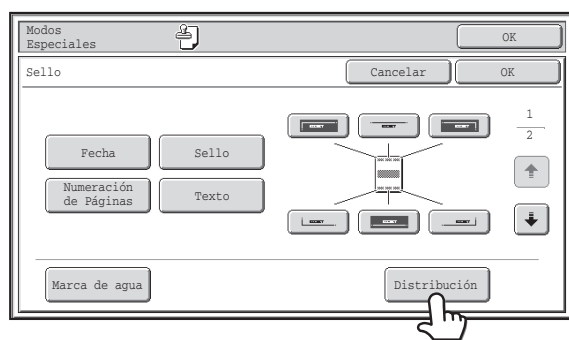 Modos
Especiales
OK
Sello
Cancelar
OK
1
2
Fecha
Sello
Numeración
de Páginas
Texto
Marca de agua
Distribución